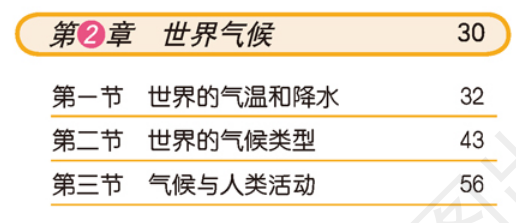 第2章 世界气候 30
第一节 世界的气温和降水 32
第二节 世界的气候类型 43
第三节 气候与人类活动 56